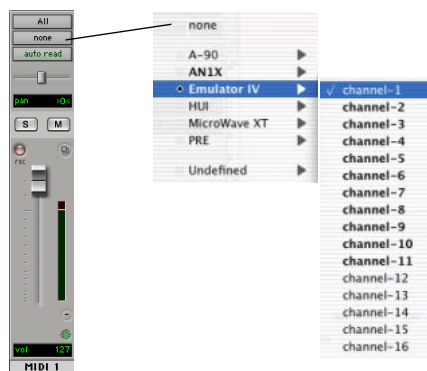 All
none
auto read
pan >0<
S M
rec
vol 127
MIDI 1
none
A-90
AN1X
Emulator IV
HUI
MicroWave XT
PRE
Undefined
channel-1
channel-2
channel-3
channel-4
channel-5
channel-6
channel-7
channel-8
channel-9
channel-10
channel-11
channel-12
channel-13
channel-14
channel-15
channel-16